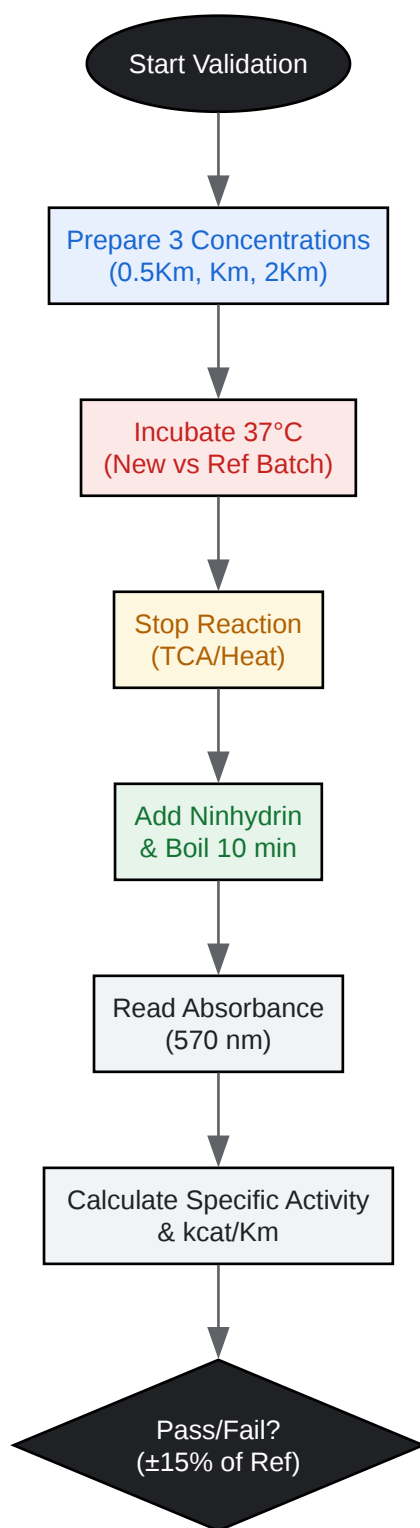 Start Validation
Prepare 3 Concentrations
(0.5Km, Km, 2Km)
Incubate 37°C
(New vs Ref Batch)
Stop Reaction
(TCA/Heat)
Add Ninhydrin
& Boil 10 min
Read Absorbance
(570 nm)
Calculate Specific Activity
& kcat/Km
Pass/Fail?
(±15% of Ref)